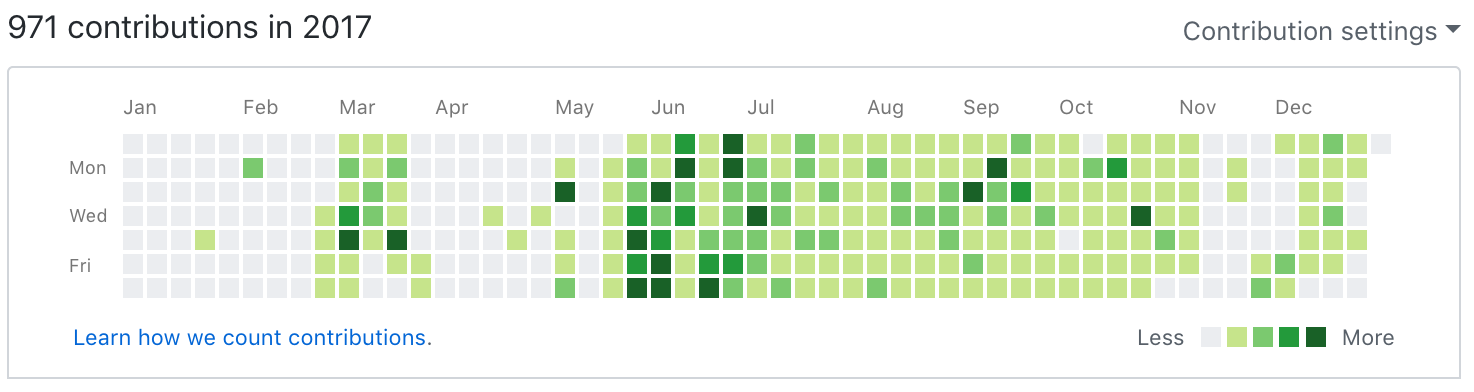 971 contributions in 2017
Contribution settings
Jan Feb Mar Apr May Jun Jul Aug Sep Oct Nov Dec
Mon
Wed
Fri
Learn how we count contributions.
Less More